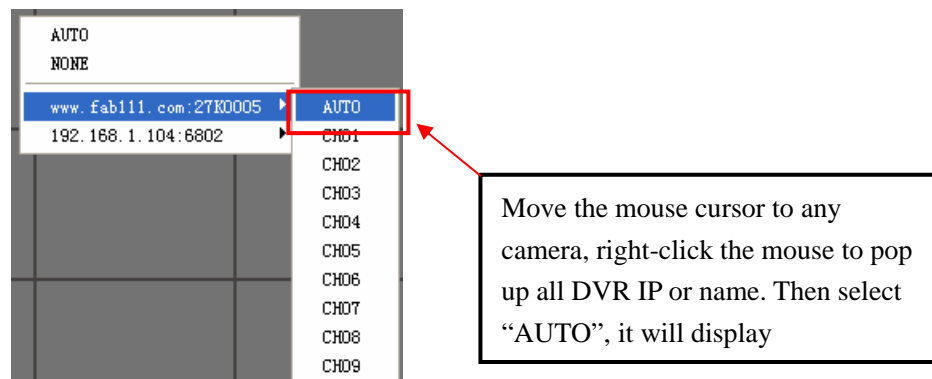 AUTO
NONE
www.fab111.com:27K0005
192.168.1.104:6802
AUTO
CH01
CH02
CH03
CH04
CH05
CH06
CH07
CH08
CH09
Move the mouse cursor to any
camera, right-click the mouse to pop
up all DVR IP or name. Then select
“AUTO”, it will display